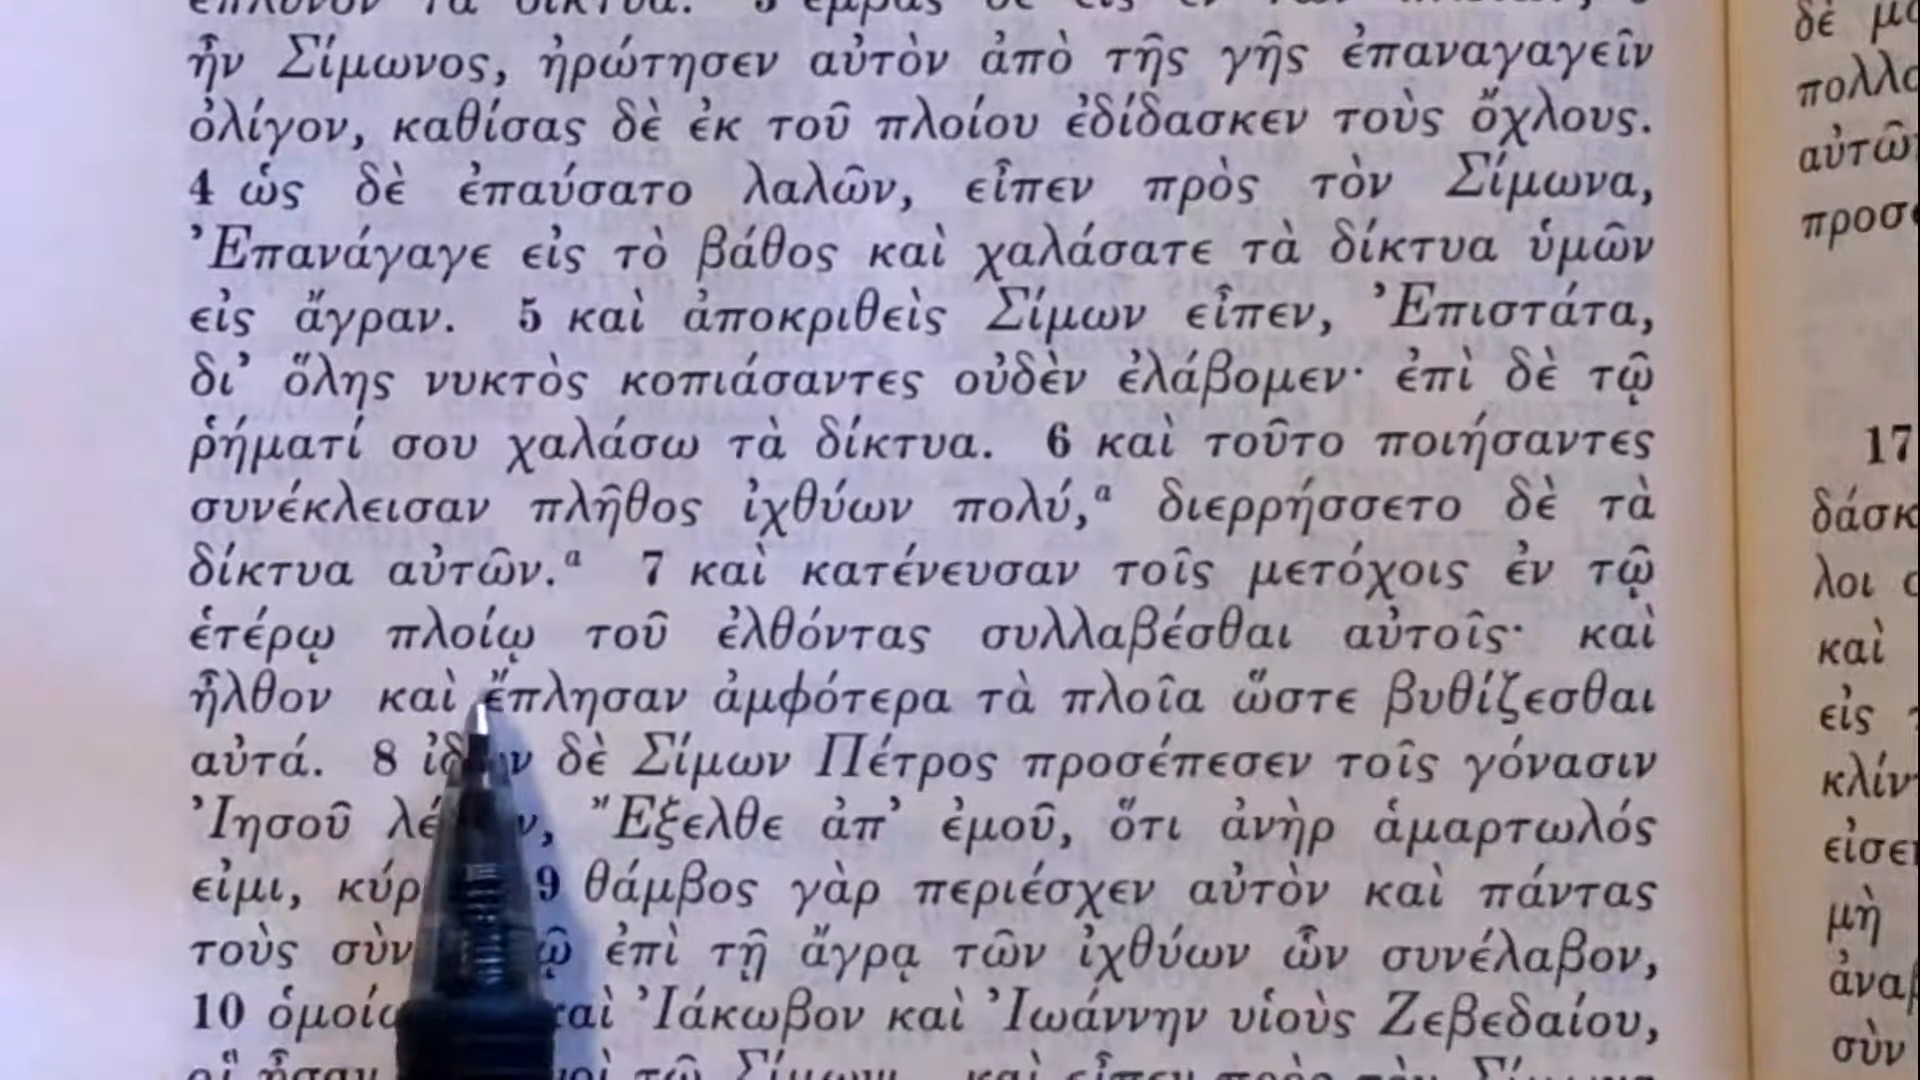 ἦν Σίμωνος, ἠρώτησεν αὐτὸν ἀπὸ τῆς γῆς ἐπαναγαγεῖν
ὀλίγον, καθίσας δὲ ἐκ τοῦ πλοίου ἐδίδασκεν τοὺς ὄχλους.
4 ὡς δὲ ἐπαύσατο λαλῶν, εἶπεν πρὸς τὸν Σίμωνα,
Ἐπανάγαγε εἰς τὸ βάθος καὶ χαλάσατε τὰ δίκτυα ὑμῶν
εἰς ἄγραν. 5 καὶ ἀποκριθεὶς Σίμων εἶπεν, Ἐπιστάτα,
δι’ ὅλης νυκτὸς κοπιάσαντες οὐδὲν ἐλάβομεν· ἐπὶ δὲ τῷ
ῥήματί σου χαλάσω τὰ δίκτυα. 6 καὶ τοῦτο ποιήσαντες
συνέκλεισαν πλῆθος ἰχθύων πολύ,ᵃ διερρήσσετο δὲ τὰ
δίκτυα αὐτῶν.ᵃ 7 καὶ κατένευσαν τοῖς μετόχοις ἐν τῷ
ἑτέρῳ πλοίῳ τοῦ ἐλθόντας συλλαβέσθαι αὐτοῖς· καὶ
ἦλθον καὶ ἔπλησαν ἀμφότερα τὰ πλοῖα ὥστε βυθίζεσθαι
αὐτά. 8 δὲ Σίμων Πέτρος προσέπεσεν τοῖς γόνασιν
Ἰησοῦ Ἔξελθε ἀπ’ ἐμοῦ, ὅτι ἀνὴρ ἁμαρτωλός
εἰμι, 9 θάμβος γὰρ περιέσχεν αὐτὸν καὶ πάντας
τοὺς σὺν ἐπὶ τῇ ἄγρᾳ τῶν ἰχθύων ὧν συνέλαβον,
10 καὶ Ἰάκωβον καὶ Ἰωάννην υἱοὺς Ζεβεδαίου,
δὲ
αὐτῶ
17
λοι
καὶ
εἰς
μὴ
σὺν